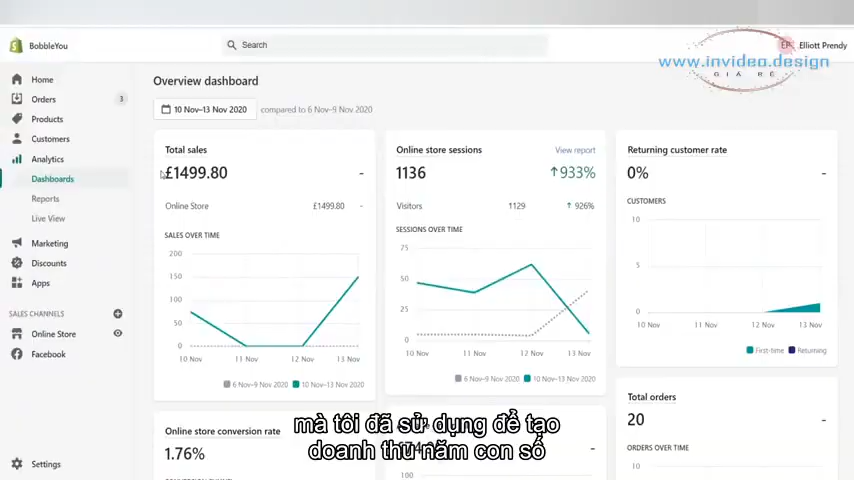 BobbleYou
Search
EP
Elliott Prendy
www.invideo.design
GIÁ RẺ
Home
Orders
3
Products
Customers
Analytics
Dashboards
Reports
Live View
Marketing
Discounts
Apps
SALES CHANNELS
Online Store
Facebook
Settings
Overview dashboard
10 Nov–13 Nov 2020
compared to 6 Nov–9 Nov 2020
Total sales
£1499.80
-
Online Store £1499.80 -
SALES OVER TIME
200
150
100
50
0
10 Nov 11 Nov 12 Nov 13 Nov
6 Nov–9 Nov 2020 10 Nov–13 Nov 2020
Online store sessions View report
1136 ↑933%
Visitors 1129 ↑ 926%
SESSIONS OVER TIME
75
50
25
0
10 Nov 11 Nov 12 Nov 13 Nov
6 Nov–9 Nov 2020 10 Nov–13 Nov 2020
Returning customer rate
0% -
CUSTOMERS
10
5
0
10 Nov 11 Nov 12 Nov 13 Nov
First-time Returning
Online store conversion rate
1.76%
Total orders
20 -
ORDERS OVER TIME
10
mà tôi đã sử dụng để tạo
doanh thu năm con số